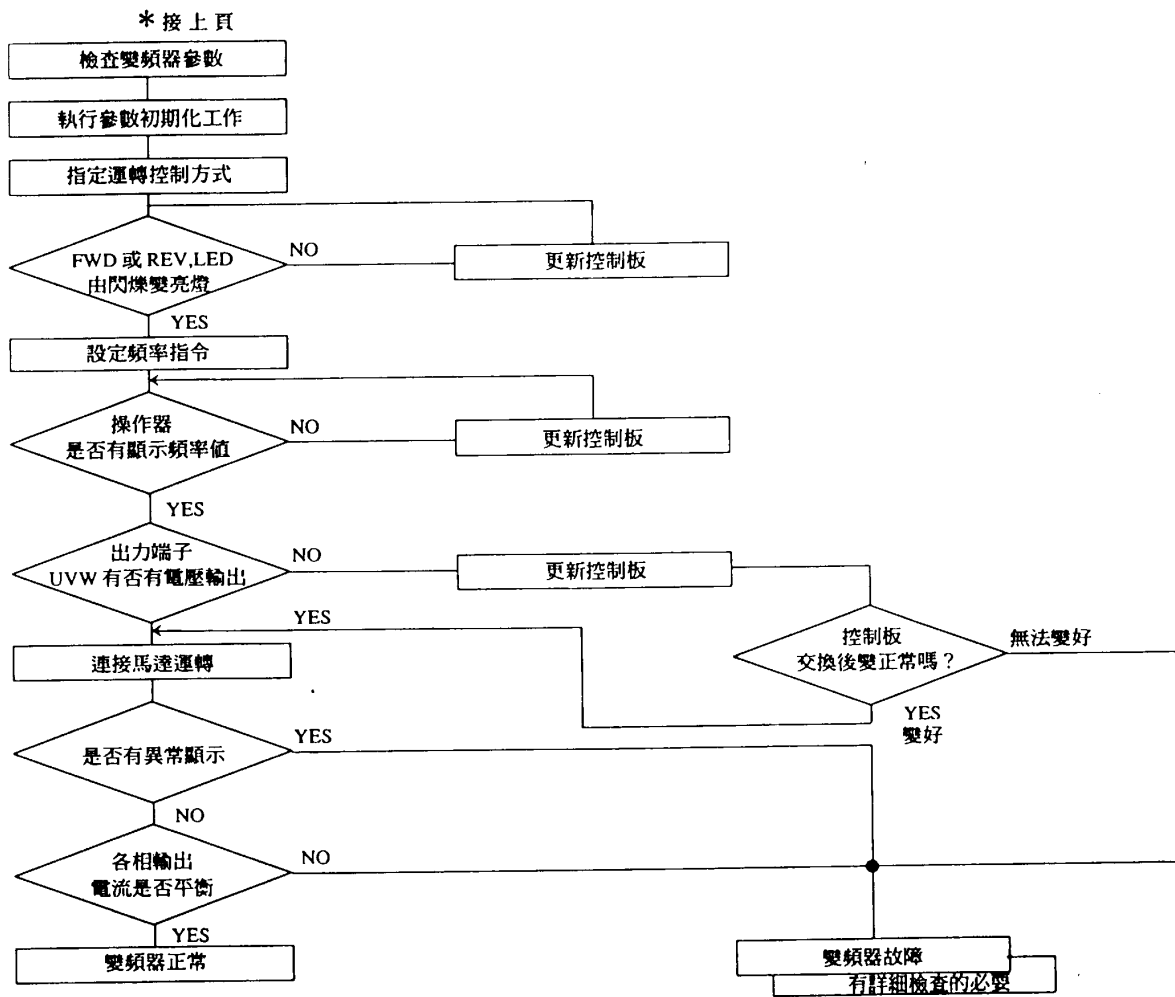 *接上頁
檢查變頻器參數
執行參數初期化工作
指定運轉控制方式
FWD 或 REV,LED
由閃爍變亮燈
NO
更新控制板
YES
設定頻率指令
操作器
是否有顯示頻率值
NO
更新控制板
YES
出力端子
UVW 有否有電壓輸出
NO
更新控制板
YES
控制板
交換後變正常嗎？
無法變好
YES
變好
連接馬達運轉
是否有異常顯示
YES
NO
各相輸出
電流是否平衡
NO
YES
變頻器正常
變頻器故障
有詳細檢查的必要